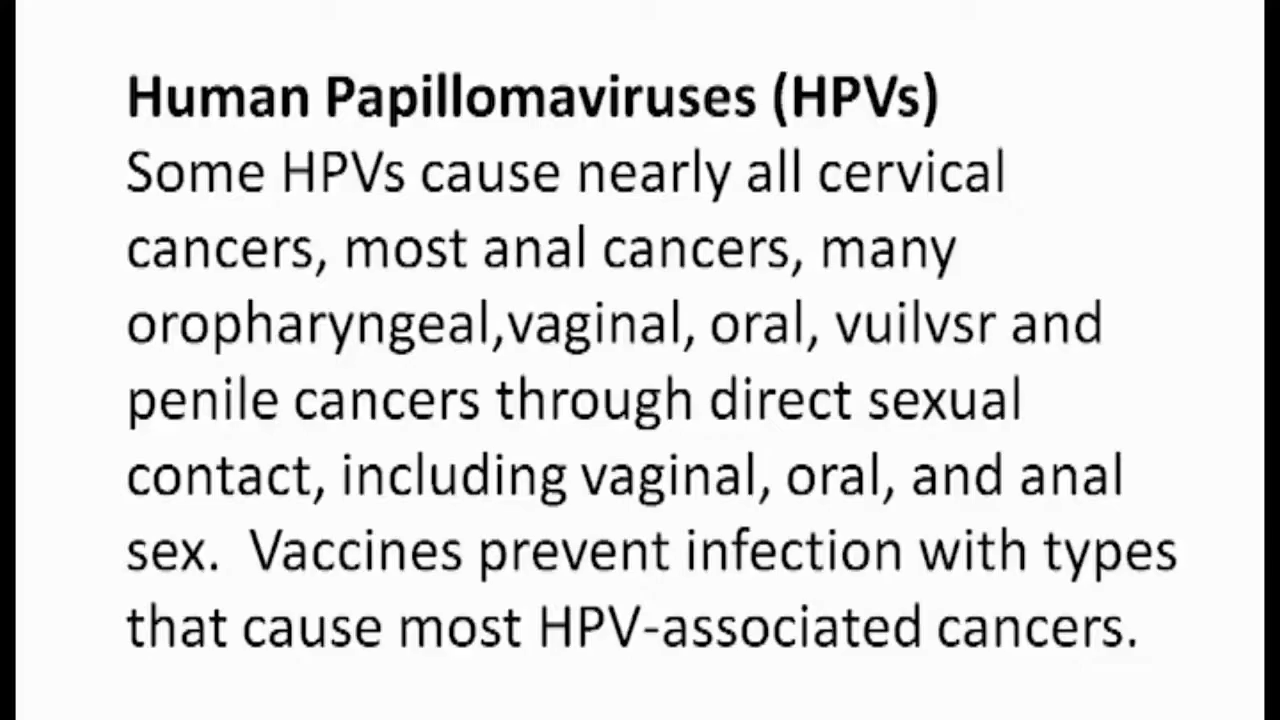 Human Papillomaviruses (HPVs)
Some HPVs cause nearly all cervical
cancers, most anal cancers, many
oropharyngeal,vaginal, oral, vuilvsr and
penile cancers through direct sexual
contact, including vaginal, oral, and anal
sex.  Vaccines prevent infection with types
that cause most HPV-associated cancers.